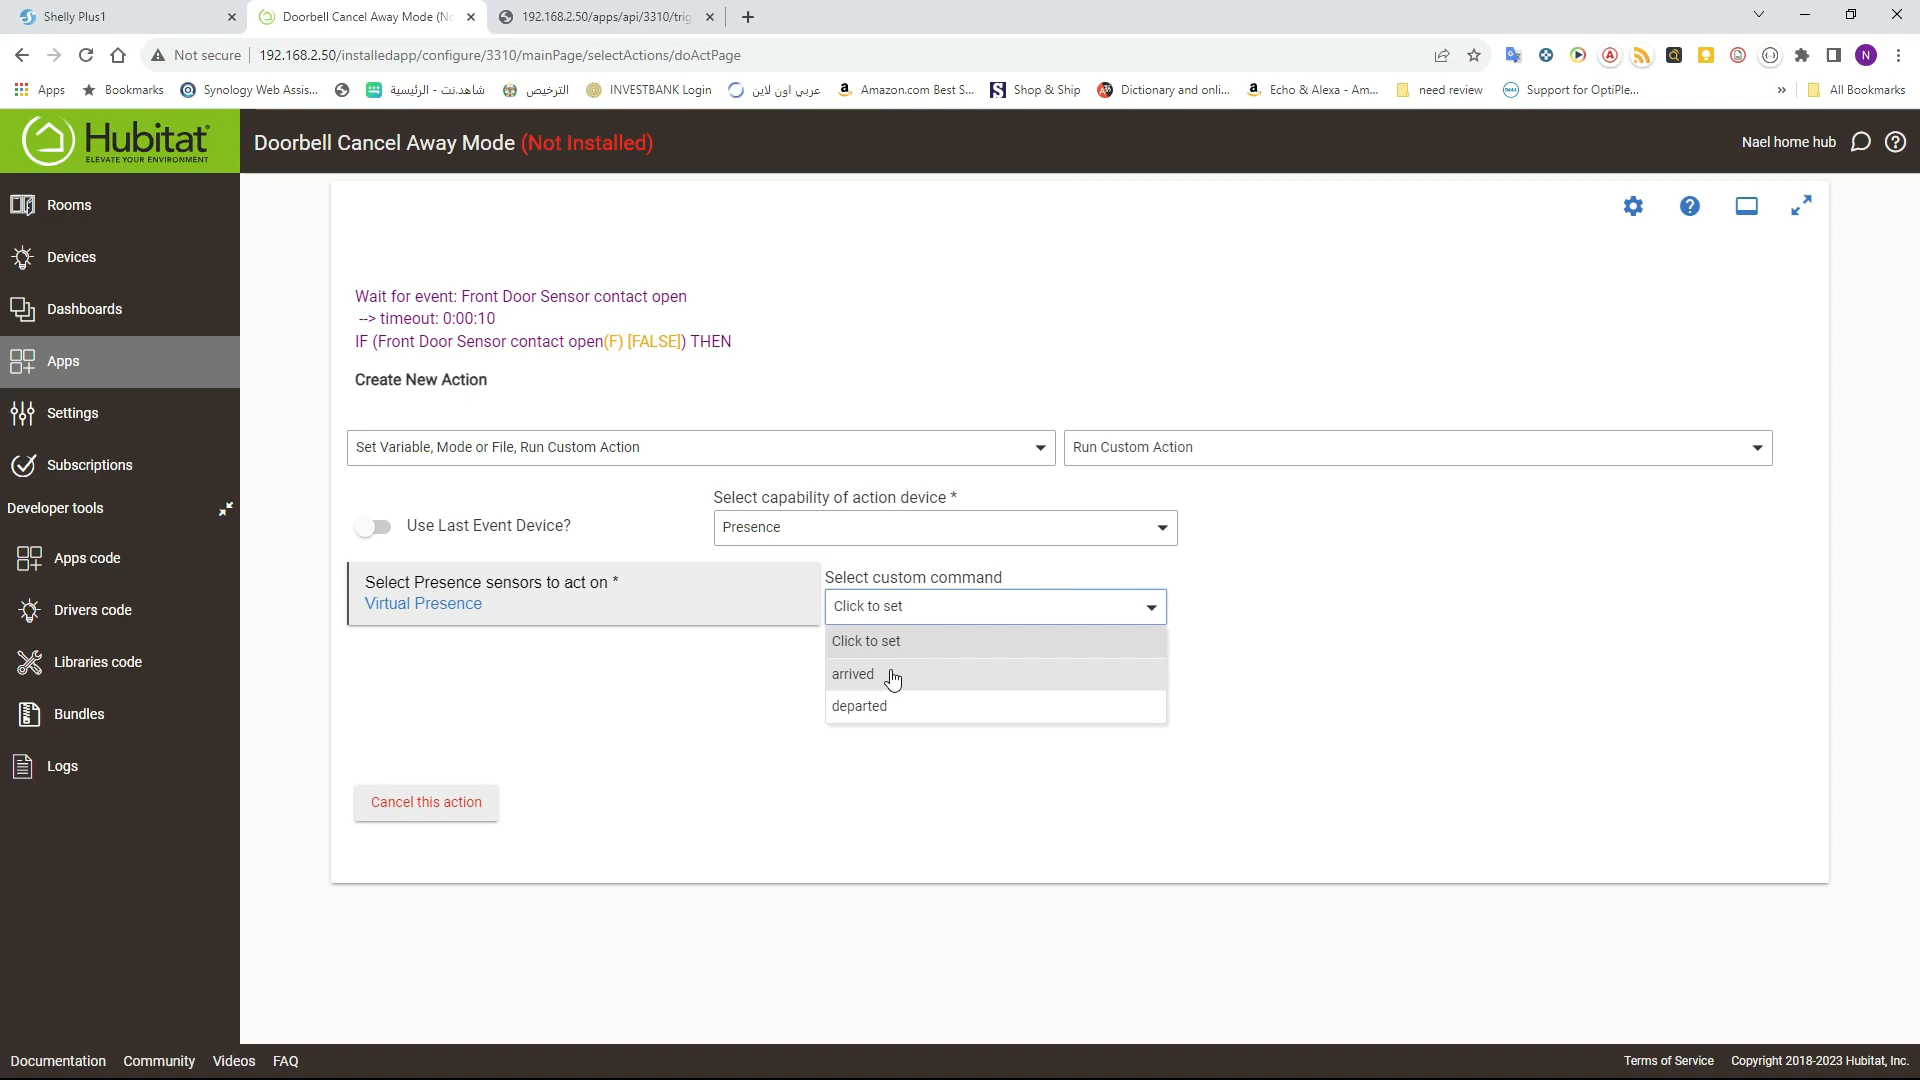 Shelly Plus1
Doorbell Cancel Away Mode (No
192.168.2.50/apps/api/3310/trig
Not secure
192.168.2.50/installedapp/configure/3310/mainPage/selectActions/doActPage
N
Apps
Bookmarks
Synology Web Assis...
شاهد.نت - الرئيسية
الترخيص
INVESTBANK Login
عربي اون لاين
Amazon.com Best S...
Shop & Ship
Dictionary and onli...
Echo & Alexa - Am...
need review
Support for OptiPle...
»
All Bookmarks
Hubitat
ELEVATE YOUR ENVIRONMENT
Doorbell Cancel Away Mode (Not Installed)
Nael home hub
Rooms
Devices
Dashboards
Apps
Settings
Subscriptions
Developer tools
Apps code
Drivers code
Libraries code
Bundles
Logs
Wait for event: Front Door Sensor contact open
--> timeout: 0:00:10
IF (Front Door Sensor contact open(F) [FALSE]) THEN
Create New Action
Set Variable, Mode or File, Run Custom Action
Run Custom Action
Select capability of action device *
Use Last Event Device?
Presence
Select Presence sensors to act on *
Virtual Presence
Select custom command
Click to set
Click to set
arrived
departed
Cancel this action
Documentation
Community
Videos
FAQ
Terms of Service
Copyright 2018-2023 Hubitat, Inc.